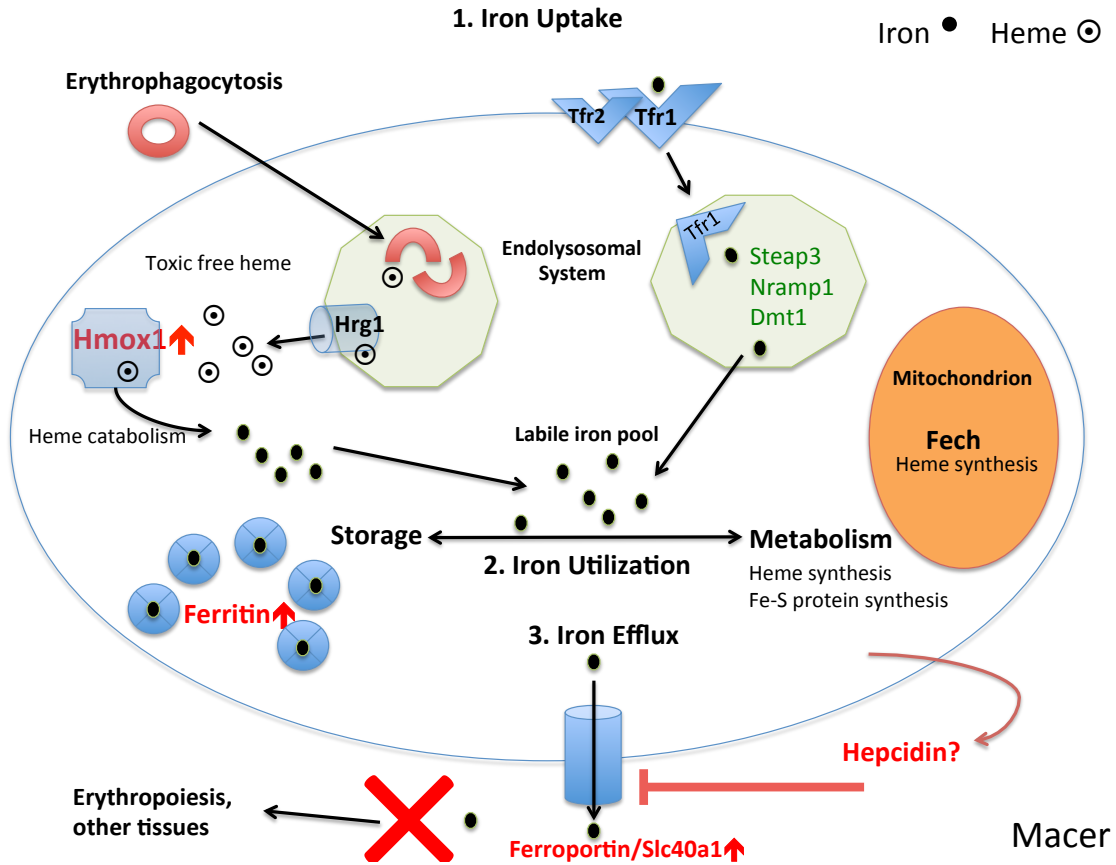 1. Iron Uptake
Iron
Heme
Erythrophagocytosis
Tfr2
Tfr1
Tfr1
Endolysosomal
System
Steap3
Nramp1
Dmt1
Toxic free heme
Hrg1
Hmox1
Mitochondrion
Fech
Heme synthesis
Heme catabolism
Labile iron pool
Storage
Metabolism
2. Iron Utilization
Heme synthesis
Fe-S protein synthesis
Ferritin
3. Iron Efflux
Hepcidin?
Erythropoiesis,
other tissues
Ferroportin/Slc40a1
Macer